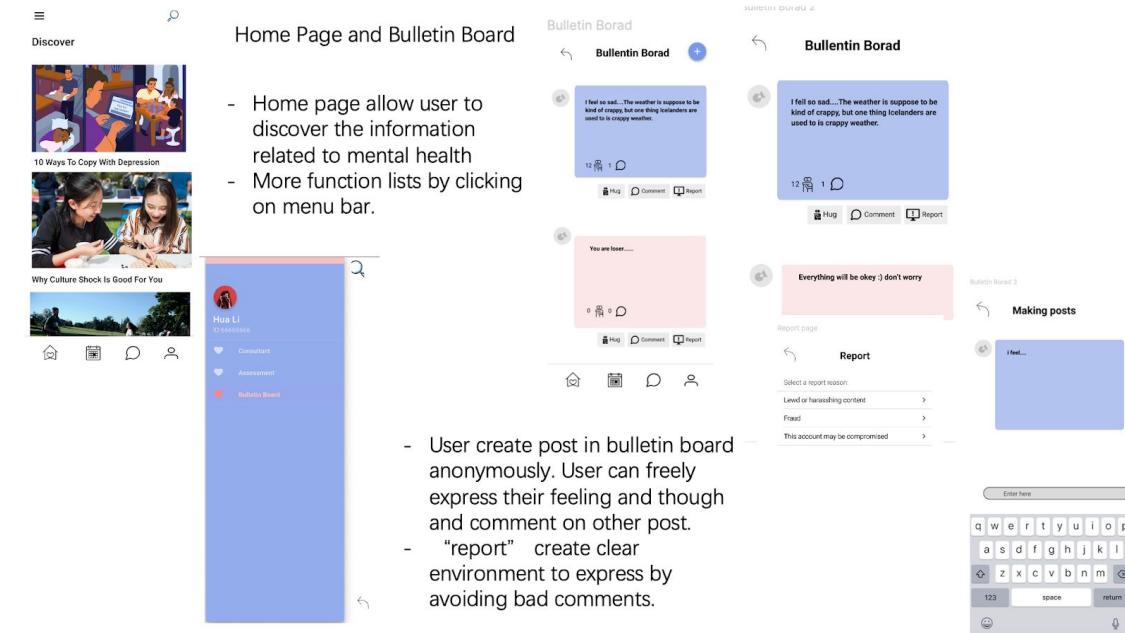 Discover
10 Ways To Copy With Depression
Why Culture Shock Is Good For You
Home Page and Bulletin Board
- Home page allow user to
discover the information
related to mental health
- More function lists by clicking
on menu bar.
Hua Li
ID:66666666
Consultant
Assessment
Bulletin Board
Bulletin Borad
Bullentin Borad
+
I feel so sad....The weather is suppose to be
kind of crappy, but one thing Icelanders are
used to is crappy weather.
12 1
Hug Comment Report
You are loser......
0 0
Hug Comment Report
Bulletin Borad 2
Bullentin Borad
I fell so sad....The weather is suppose to be
kind of crappy, but one thing Icelanders are
used to is crappy weather.
12 1
Hug Comment Report
Everything will be okey :) don't worry
Report page
Report
Select a report reason:
Lewd or harasshing content
Fraud
This account may be compromised
- User create post in bulletin board
anonymously. User can freely
express their feeling and though
and comment on other post.
- “report” create clear
environment to express by
avoiding bad comments.
Bulletin Borad 3
Making posts
I feel....
Enter here
q w e r t y u i o p
a s d f g h j k l
z x c v b n m
123 space return